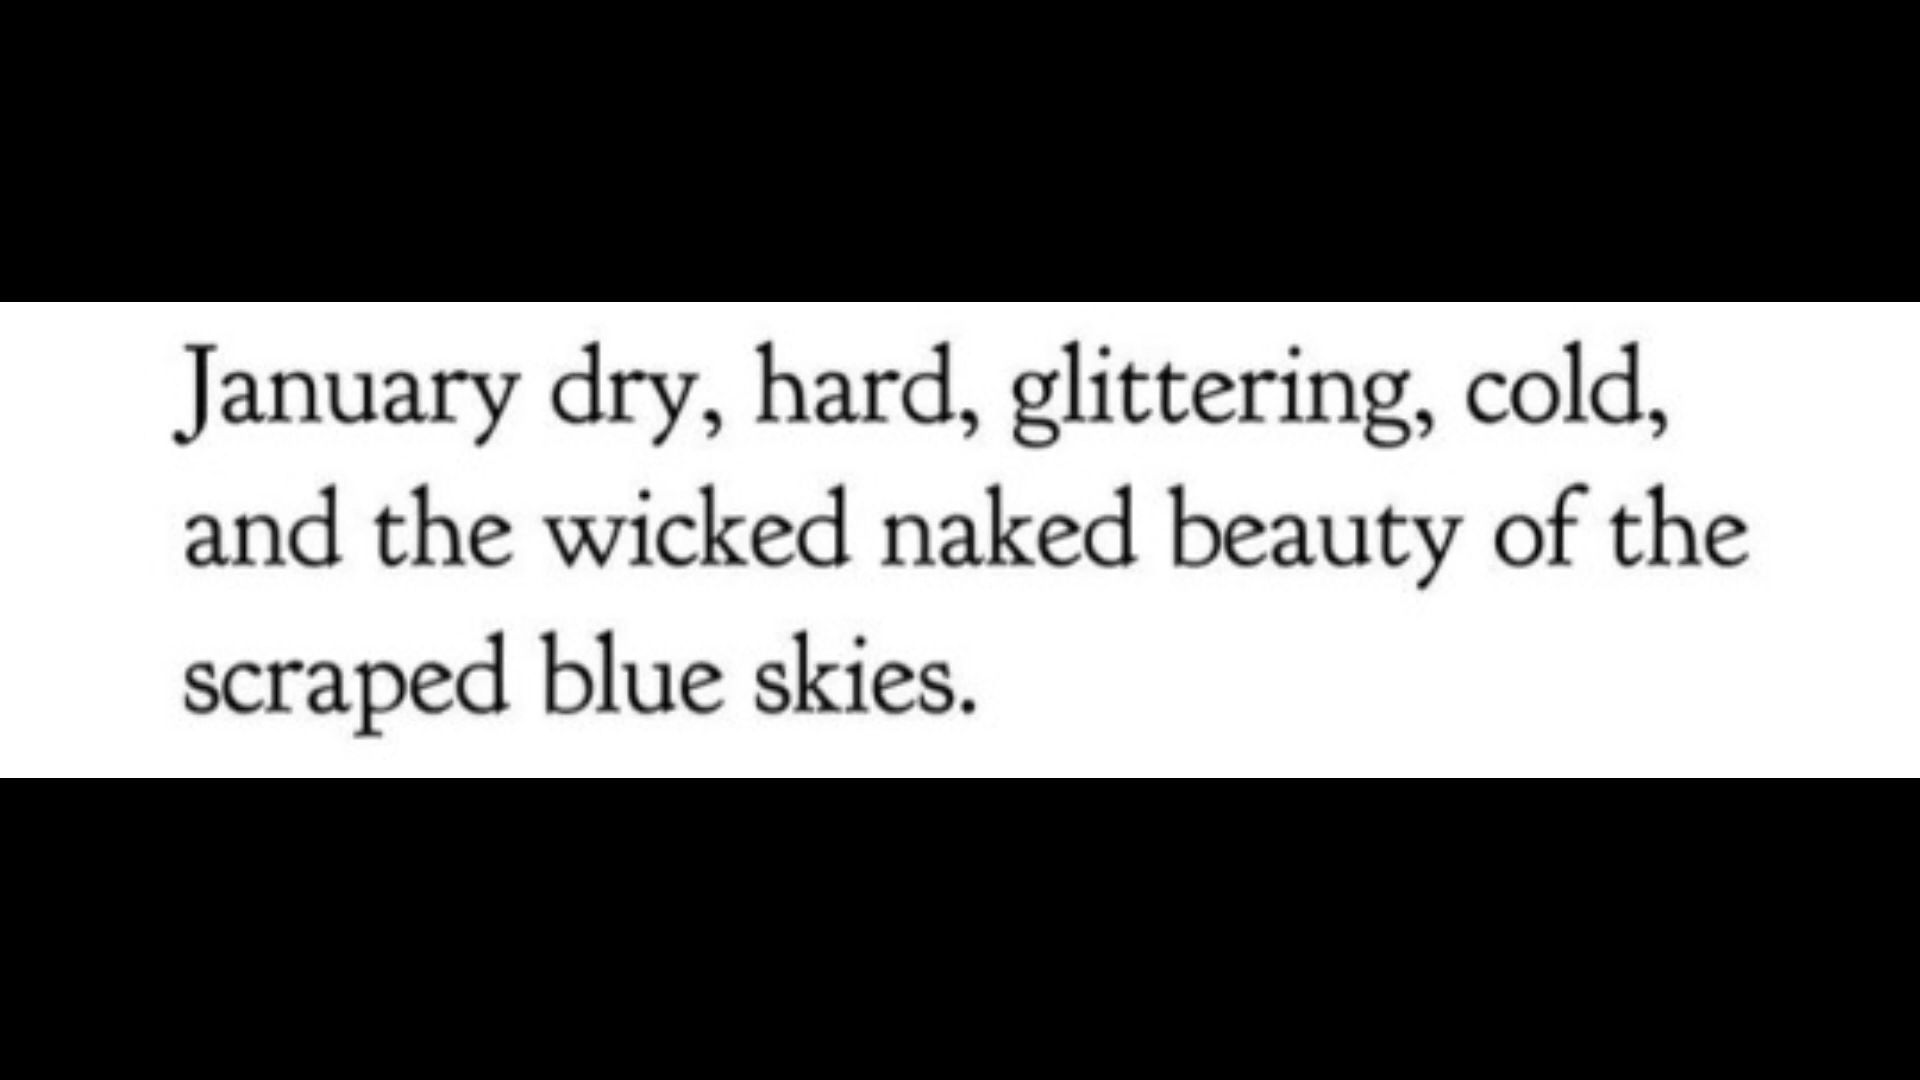 January dry, hard, glittering, cold,
and the wicked naked beauty of the
scraped blue skies.